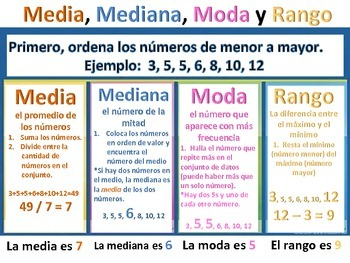 Media, Mediana, Moda y Rango
Primero, ordena los números de menor a mayor.
Ejemplo: 3, 5, 5, 6, 8, 10, 12
Media
el promedio de
los números
1. Suma los números.
2. Divide entre la
cantidad de
números en el
conjunto.
3+5+5+6+8+10+12=49
49 / 7 = 7
La media es 7
Mediana
el número de
la mitad
1. Coloca los números
en orden de valor y
encuentra el
número del medio
*Si hay dos números en
el medio, la mediana es
la media de los dos
números.
3, 5, 5, 6, 8, 10, 12
La mediana es 6
Moda
el número que
aparece con más
frecuencia
1. Halla el número que
repite más en el
conjunto de datos
(puede haber más que
un solo número).
*Hay dos 5s y uno de
cada otro número.
3, 5, 5, 6, 8, 10, 12
La moda es 5
Rango
La diferencia entre
el máximo y el
mínimo
1. Resta el mínimo
(número menor) del
máximo (número
mayor).
3, 5, 5, 6, 8, 10, 12
12 – 3 = 9
El rango es 9